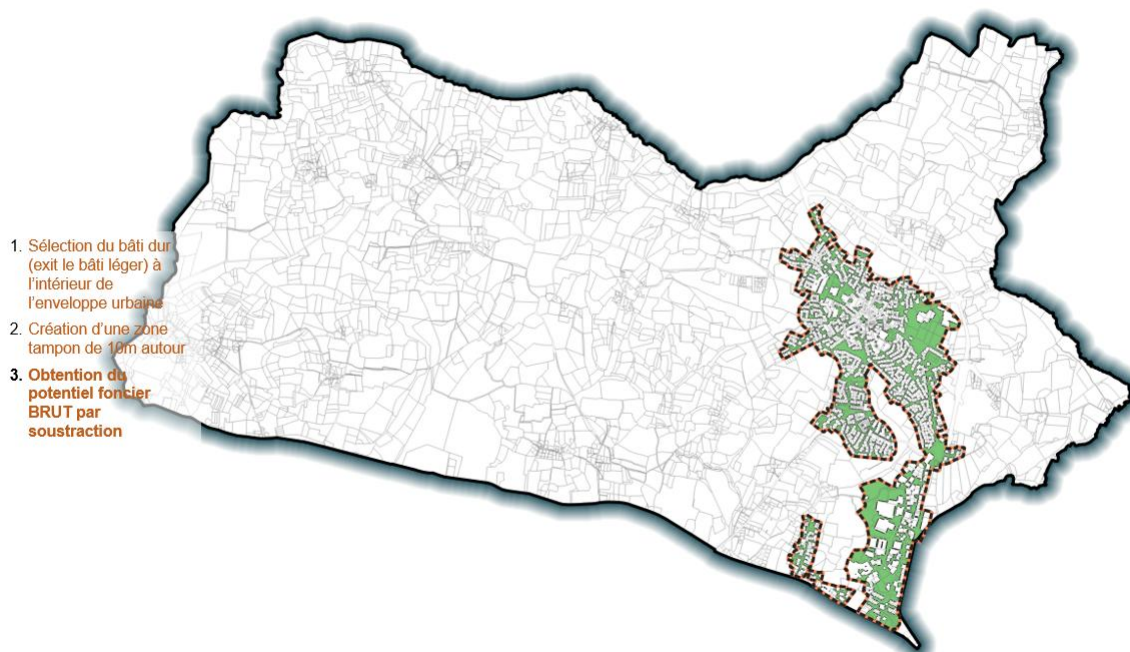 1. Sélection du bâti dur
(exit le bâti léger) à
l'intérieur de
l'enveloppe urbaine
2. Création d'une zone
tampon de 10m autour
3. Obtention du
potentiel foncier
BRUT par
soustraction